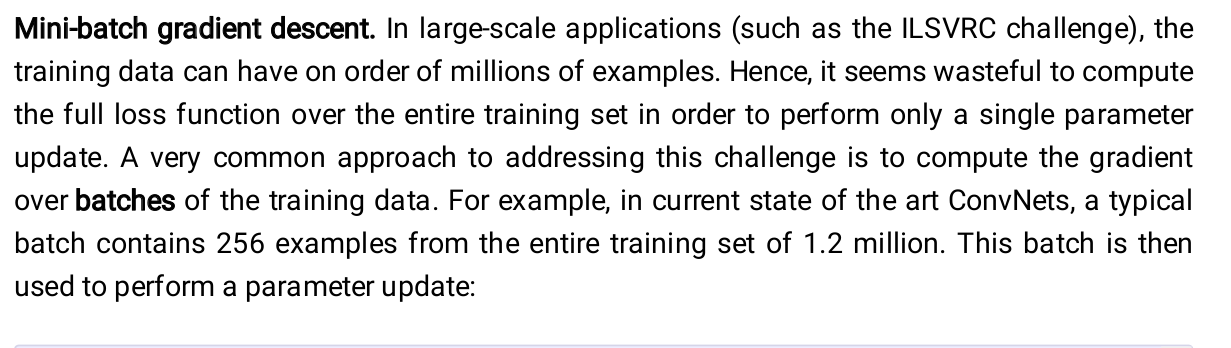 Mini-batch gradient descent. In large-scale applications (such as the ILSVRC challenge), the
training data can have on order of millions of examples. Hence, it seems wasteful to compute
the full loss function over the entire training set in order to perform only a single parameter
update. A very common approach to addressing this challenge is to compute the gradient
over batches of the training data. For example, in current state of the art ConvNets, a typical
batch contains 256 examples from the entire training set of 1.2 million. This batch is then
used to perform a parameter update: